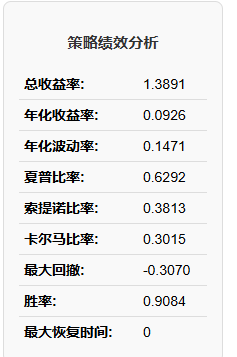 策略绩效分析
总收益率: 1.3891
年化收益率: 0.0926
年化波动率: 0.1471
夏普比率: 0.6292
索提诺比率: 0.3813
卡尔马比率: 0.3015
最大回撤: -0.3070
胜率: 0.9084
最大恢复时间: 0